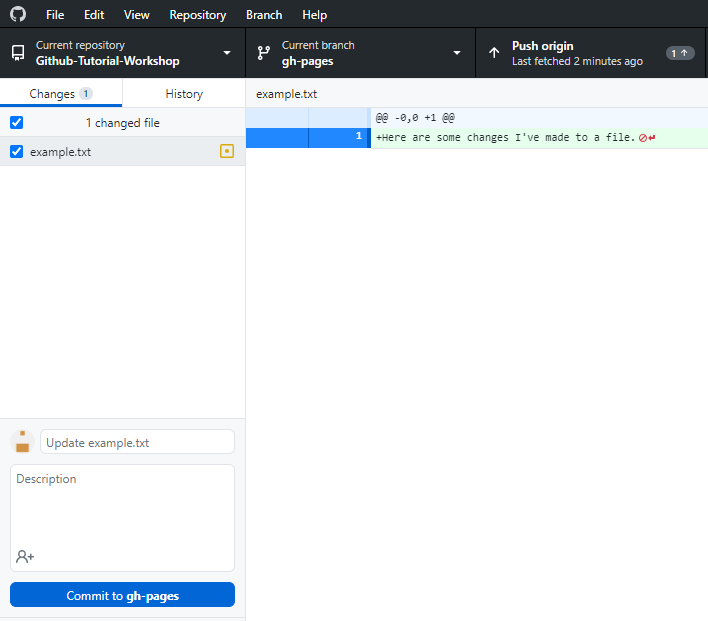 File Edit View Repository Branch Help
Current repository
Github-Tutorial-Workshop
Current branch
gh-pages
Push origin
Last fetched 2 minutes ago
1
Changes 1
History
1 changed file
example.txt
example.txt
@@ -0,0 +1 @@
1 +Here are some changes I've made to a file.
Update example.txt
Description
Commit to gh-pages